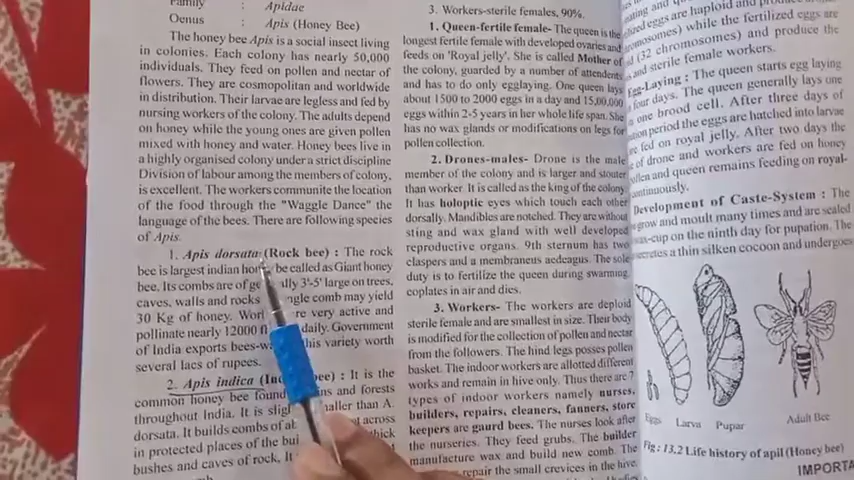 Family : Apidae
Oenus : Apis (Honey Bee)
The honey bee Apis is a social insect living
in colonies. Each colony has nearly 50,000
individuals. They feed on pollen and nectar of
flowers. They are cosmopolitan and worldwide
in distribution. Their larvae are legless and fed by
nursing workers of the colony. The adults depend
on honey while the young ones are given pollen
mixed with honey and water. Honey bees live in
a highly organised colony under a strict discipline
Division of labour among the members of colony,
is excellent. The workers communite the location
of the food through the "Waggle Dance" the
language of the bees. There are following species
of Apis.
1. Apis dorsata (Rock bee) : The rock
bee is largest indian be called as Giant honey
bee. Its combs are of 3'-5' large on trees,
caves, walls and rocks comb may yield
30 Kg of honey. are very active and
pollinate nearly 12000 daily. Government
of India exports this variety worth
several lacs of rupees.
2. Apis indica bee) : It is the
common honey bee found and forests
throughout India. It is than A.
dorsata. It builds combs of across
in protected places of the thick
bushes and caves of rock, It
3. Workers-sterile females, 90%.
1. Queen-fertile female- The queen is the
longest fertile female with developed ovaries and
feeds on 'Royal jelly'. She is called Mother of
the colony, guarded by a number of attendents
and has to do only egglaying. One queen lays
about 1500 to 2000 eggs in a day and 15,00,000
eggs within 2-5 years in her whole life span. She
has no wax glands or modifications on legs for
pollen collection.
2. Drones-males- Drone is the male
member of the colony and is larger and stouter
than worker. It is called as the king of the colony
It has holoptic eyes which touch each other
dorsally. Mandibles are notched. They are without
sting and wax gland with well developed
reproductive organs. 9th sternum has two
claspers and a membraneus aedeagus. The sole
duty is to fertilize the queen during swarming,
coplates in air and dies.
3. Workers- The workers are deploid
sterile female and are smallest in size. Their body
is modified for the collection of pollen and nectar
from the followers. The hind legs posses pollen
basket. The indoor workers are allotted different
works and remain in hive only. Thus there are 7
types of indoor workers namely nurses,
builders, repairs, cleaners, fanners, store
keepers are gaurd bees. The nurses look after
the nurseries. They feed grubs. The builder
manufacture wax and build new comb. The
repair the small crevices in the hive.
eggs are haploid and produce
while the fertilized eggs are
(32 chromosomes) and produce the
and sterile female workers.
Egg-Laying : The queen starts egg laying
four days. The queen generally lays one
one brood cell. After three days of
period the eggs are hatched into larvae
fed on royal jelly. After two days the
of drone and workers are fed on honey
and queen remains feeding on royal-
continuously.
Development of Caste-System : The
grow and moult many times and are sealed
wax-cup on the ninth day for pupation. The
secretes a thin silken cocoon and undergoes
Eggs Larva Pupar Adult Bee
Fig : 13.2 Life history of apil (Honey bee)